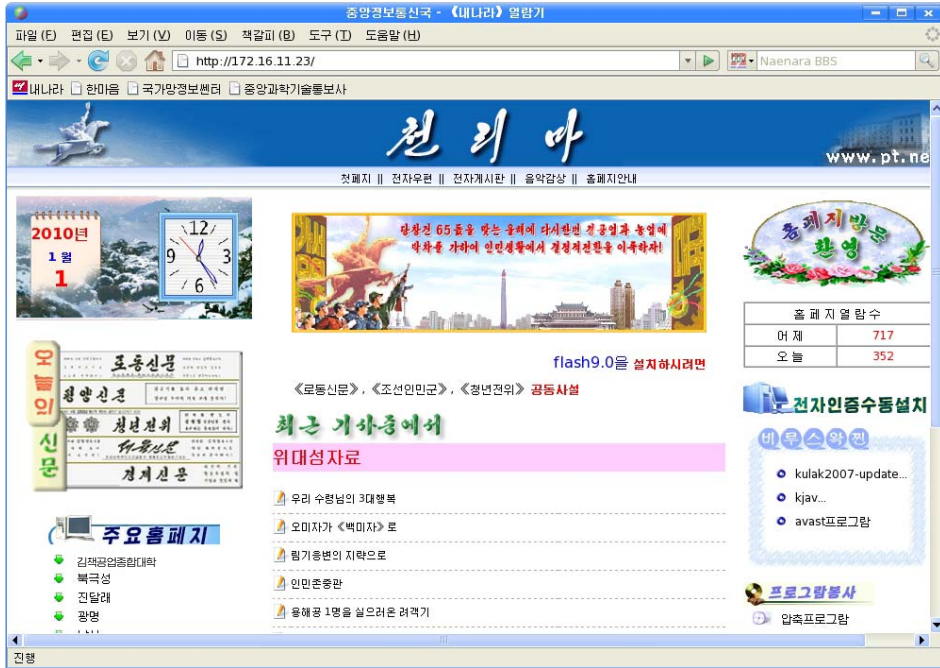 중앙정보통신국 - 《내나라》 열람기
파일(F) 편집(E) 보기(V) 이동(S) 책갈피(B) 도구(T) 도움말(H)
http://172.16.11.23/
Naenara BBS
내나라 한마음 국가망정보쎈터 중앙과학기술통보사
천리마
www.pt.ne
첫페지 || 전자우편 || 전자게시판 || 음악감상 || 홈페지안내
2010년
1월
1
12
3
6
9
당창건 65돐을 맞는 올해에 다시한번 경공업과 농업에
박차를 가하여 인민생활에서 결정적전환을 이룩하자!
홈페지방문
환영
홈페지열람수
어제 717
오늘 352
flash9.0을 설치하시려면
《로동신문》, 《조선인민군》, 《청년전위》 공동사설
오늘의
신문
로동신문
평양신문
청년전위
경제신문
최근 기사중에서
위대성자료
우리 수령님의 3대행복
오미자가 《백미자》로
림기응변의 지략으로
인민존중판
용해공 1명을 실으러온 려객기
전자인증수동설치
비루스왁찐
kulak2007-update...
kjav...
avast프로그람
주요홈페지
김책공업종합대학
북극성
진달래
광명
프로그람봉사
압축프로그람
진행